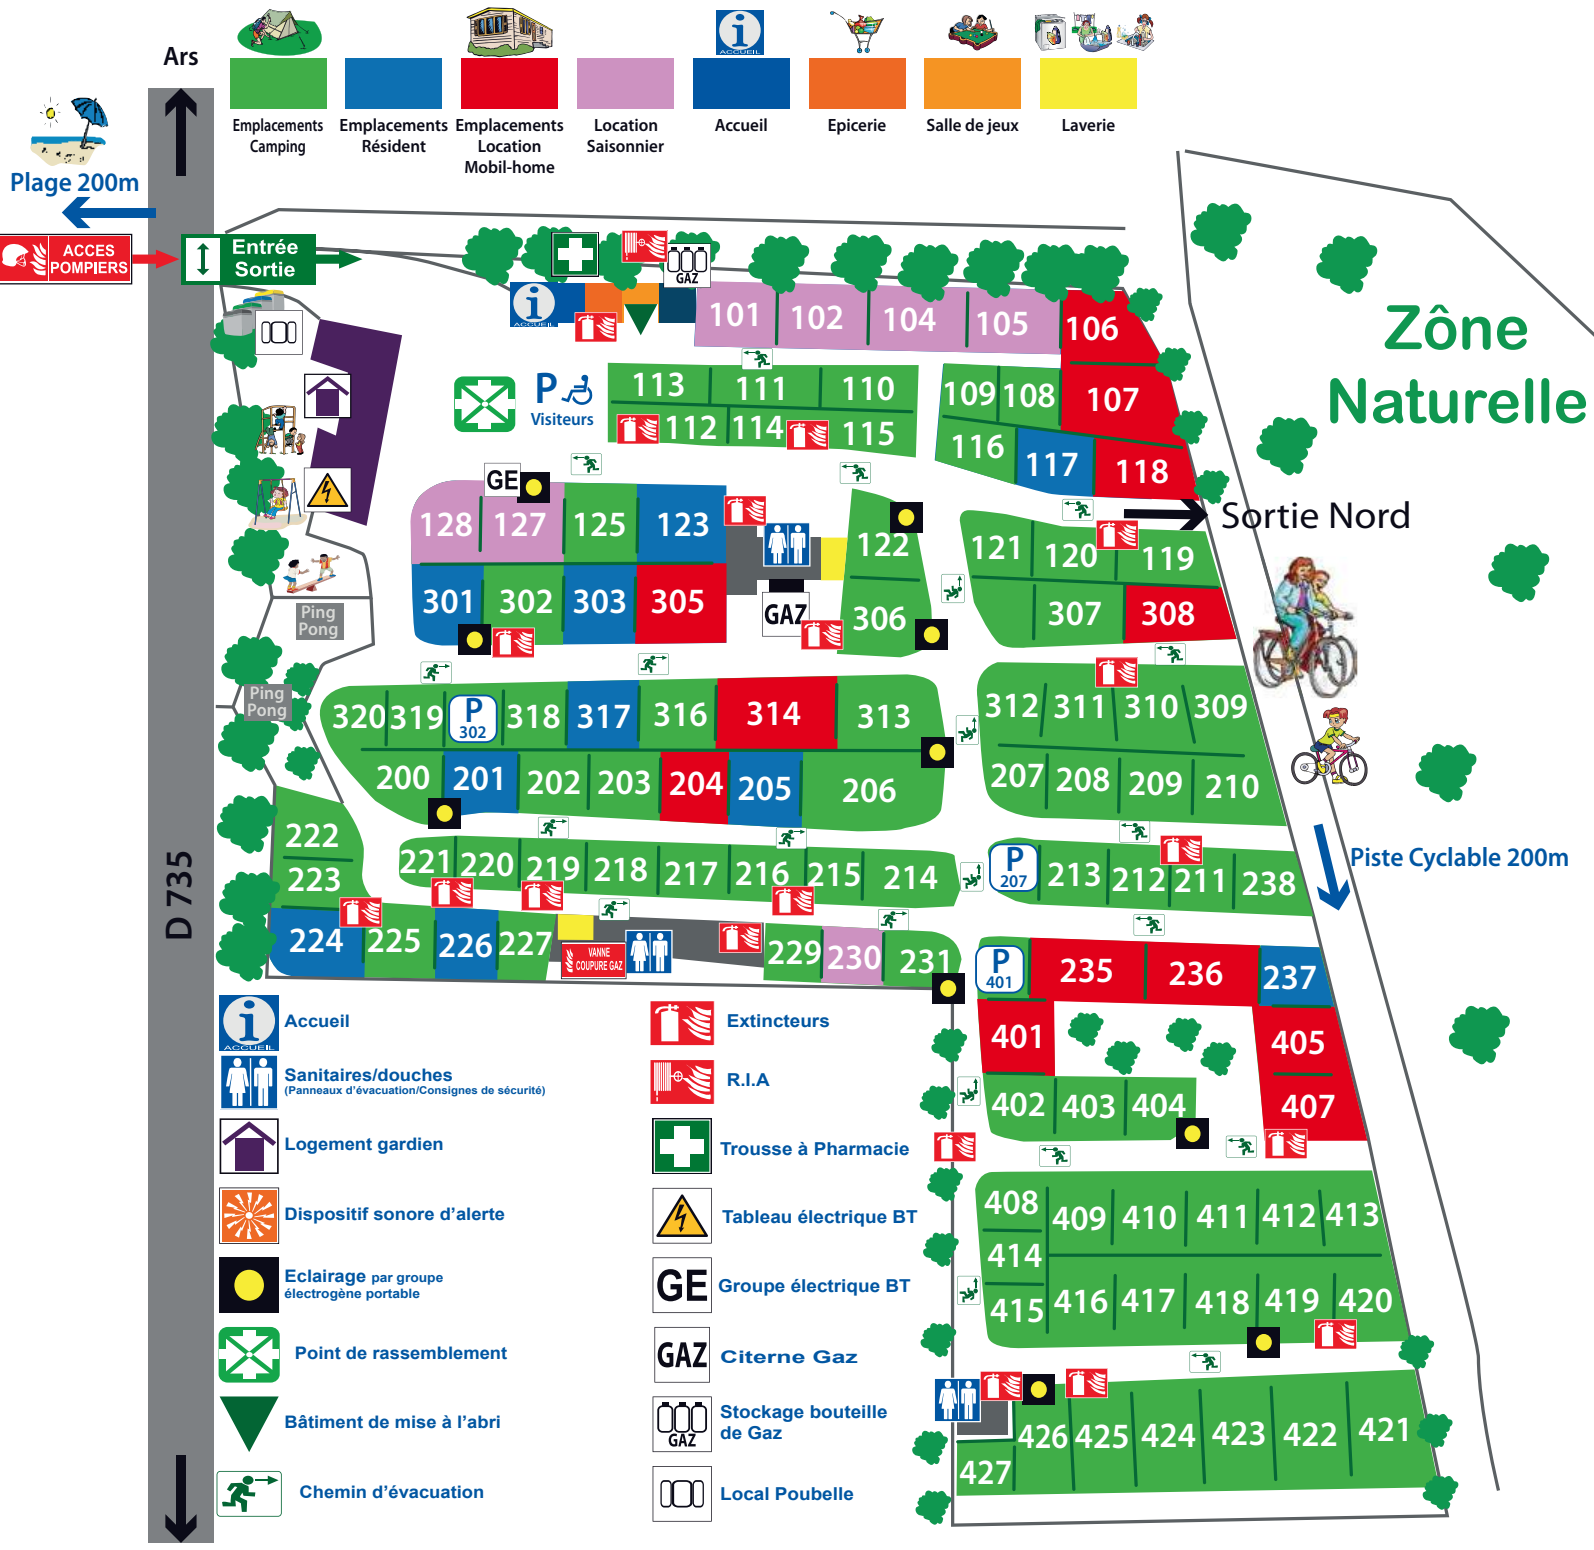 Ars
Emplacements
Camping
Emplacements
Résident
Emplacements
Location
Mobil-home
Location
Saisonnier
ACCUEIL
Accueil
Epicerie
Salle de jeux
Laverie
Plage 200m
ACCES
POMPIERS
Entrée
Sortie
GAZ
ACCUEIL
101 102 104 105 106
Zône
Naturelle
P
Visiteurs
113 111 110 109 108 107
112 114 115 116 117 118
GE
Sortie Nord
128 127 125 123 122 121 120 119
301 302 303 305 GAZ 306 307 308
Ping
Pong
Ping
Pong
320 319 P
302 318 317 316 314 313 312 311 310 309
200 201 202 203 204 205 206 207 208 209 210
222
223
221 220 219 218 217 216 215 214 P
207 213 212 211 238
Piste Cyclable 200m
D 735
224 225 226 227 VANNE
COUPURE GAZ 229 230 231 P
401 235 236 237
401 405
402 403 404 407
408 409 410 411 412 413
414
415 416 417 418 419 420
426 425 424 423 422 421
427
ACCUEIL
Accueil
Sanitaires/douches
(Panneaux d'évacuation/Consignes de sécurité)
Logement gardien
Dispositif sonore d'alerte
Eclairage par groupe
électrogène portable
Point de rassemblement
Bâtiment de mise à l'abri
Chemin d'évacuation
Extincteurs
R.I.A
Trousse à Pharmacie
Tableau électrique BT
GE
Groupe électrique BT
GAZ
Citerne Gaz
GAZ
Stockage bouteille
de Gaz
Local Poubelle